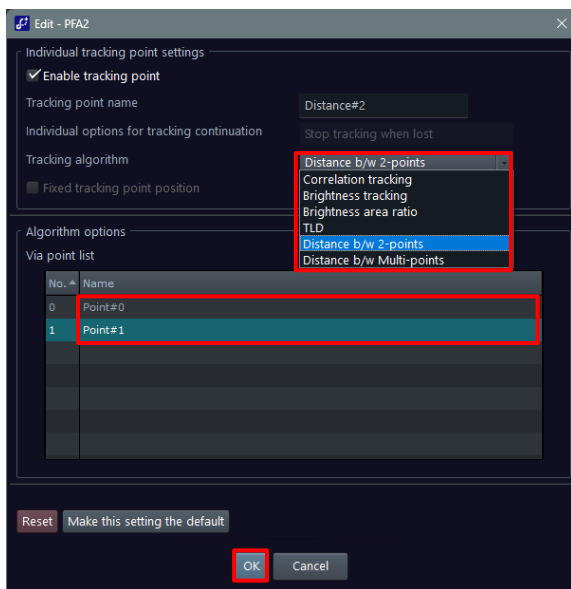 Edit - PFA2
Individual tracking point settings
Enable tracking point
Tracking point name Distance#2
Individual options for tracking continuation Stop tracking when lost
Tracking algorithm Distance b/w 2-points
Correlation tracking
Brightness tracking
Fixed tracking point position
Brightness area ratio
TLD
Distance b/w 2-points
Distance b/w Multi-points
Algorithm options
Via point list
No. Name
0 Point#0
1 Point#1
Reset Make this setting the default
OK Cancel